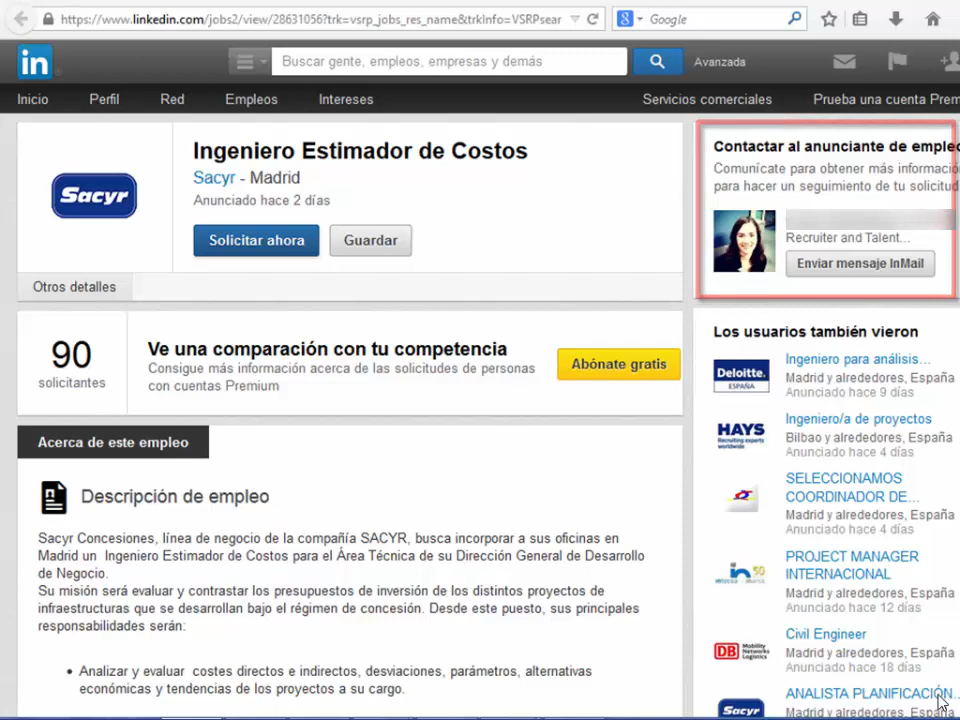 https://www.linkedin.com/jobs2/view/28631056?trk=vsrp_jobs_res_name&trkInfo=VSRPsear
Google
in
Buscar gente, empleos, empresas y demás
Avanzada
Inicio Perfil Red Empleos Intereses Servicios comerciales Prueba una cuenta Prem
Sacyr
Ingeniero Estimador de Costos
Sacyr - Madrid
Anunciado hace 2 días
Solicitar ahora Guardar
Otros detalles
90
solicitantes
Ve una comparación con tu competencia
Consigue más información acerca de las solicitudes de personas
con cuentas Premium
Abónate gratis
Acerca de este empleo
Descripción de empleo
Sacyr Concesiones, línea de negocio de la compañía SACYR, busca incorporar a sus oficinas en
Madrid un Ingeniero Estimador de Costos para el Área Técnica de su Dirección General de Desarrollo
de Negocio.
Su misión será evaluar y contrastar los presupuestos de inversión de los distintos proyectos de
infraestructuras que se desarrollan bajo el régimen de concesión. Desde este puesto, sus principales
responsabilidades serán:
• Analizar y evaluar costes directos e indirectos, desviaciones, parámetros, alternativas
económicas y tendencias de los proyectos a su cargo.
Contactar al anunciante de empleo
Comunícate para obtener más informació
para hacer un seguimiento de tu solicitud
Recruiter and Talent...
Enviar mensaje InMail
Los usuarios también vieron
Deloitte.
ESPAÑA
Ingeniero para análisis...
Madrid y alrededores, España
Anunciado hace 9 días
HAYS
Recruiting experts
worldwide
Ingeniero/a de proyectos
Bilbao y alrededores, España
Anunciado hace 4 días
SELECCIONAMOS
COORDINADOR DE...
Madrid y alrededores, España
Anunciado hace 4 días
PROJECT MANAGER
INTERNACIONAL
Madrid y alrededores, España
Anunciado hace 12 días
DB Mobility
Networks
Logistics
Civil Engineer
Madrid y alrededores, España
Anunciado hace 18 días
Sacyr
ANALISTA PLANIFICACIÓN...
Madrid y alrededores, España